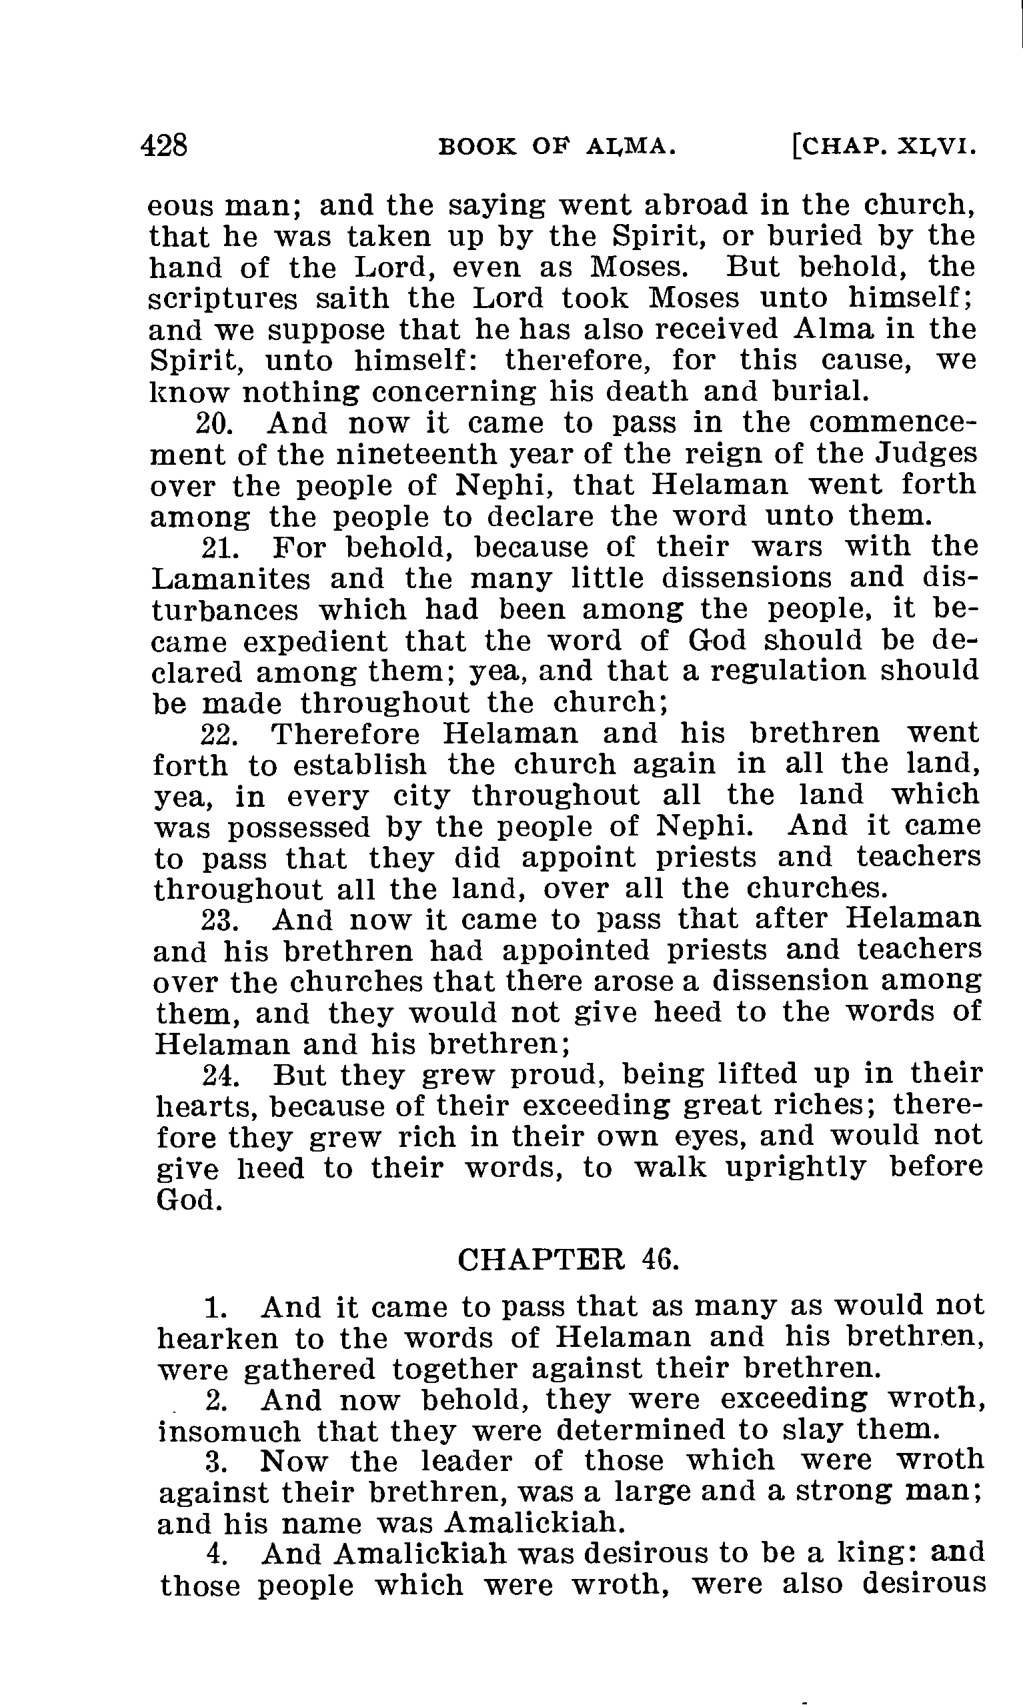 428 BOOK OF ALMA. [CHAP. XLVI.
eous man; and the saying went abroad in the church,
that he was taken up by the Spirit, or buried by the
hand of the Lord, even as Moses. But behold, the
scriptures saith the Lord took Moses unto himself;
and we suppose that he has also received Alma in the
Spirit, unto himself: therefore, for this cause, we
know nothing concerning his death and burial.
20. And now it came to pass in the commence-
ment of the nineteenth year of the reign of the Judges
over the people of Nephi, that Helaman went forth
among the people to declare the word unto them.
21. For behold, because of their wars with the
Lamanites and the many little dissensions and dis-
turbances which had been among the people, it be-
came expedient that the word of God should be de-
clared among them; yea, and that a regulation should
be made throughout the church;
22. Therefore Helaman and his brethren went
forth to establish the church again in all the land,
yea, in every city throughout all the land which
was possessed by the people of Nephi. And it came
to pass that they did appoint priests and teachers
throughout all the land, over all the churches.
23. And now it came to pass that after Helaman
and his brethren had appointed priests and teachers
over the churches that there arose a dissension among
them, and they would not give heed to the words of
Helaman and his brethren;
24. But they grew proud, being lifted up in their
hearts, because of their exceeding great riches; there-
fore they grew rich in their own eyes, and would not
give heed to their words, to walk uprightly before
God.
CHAPTER 46.
1. And it came to pass that as many as would not
hearken to the words of Helaman and his brethren,
were gathered together against their brethren.
2. And now behold, they were exceeding wroth,
insomuch that they were determined to slay them.
3. Now the leader of those which were wroth
against their brethren, was a large and a strong man;
and his name was Amalickiah.
4. And Amalickiah was desirous to be a king: and
those people which were wroth, were also desirous